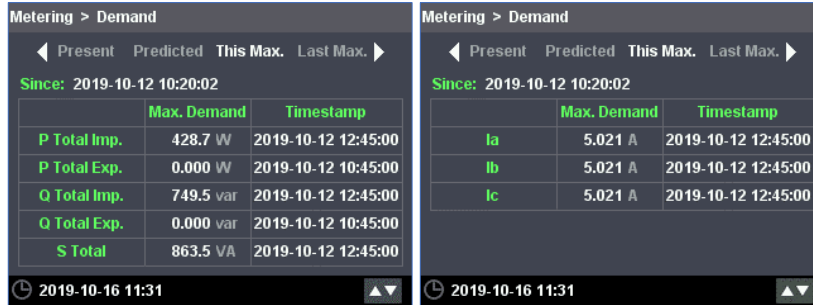 Metering > Demand
Present Predicted This Max. Last Max.
Since: 2019-10-12 10:20:02
Max. Demand Timestamp
P Total Imp. 428.7 W 2019-10-12 12:45:00
P Total Exp. 0.000 W 2019-10-12 10:45:00
Q Total Imp. 749.5 var 2019-10-12 12:45:00
Q Total Exp. 0.000 var 2019-10-12 10:45:00
S Total 863.5 VA 2019-10-12 12:45:00
2019-10-16 11:31
Metering > Demand
Present Predicted This Max. Last Max.
Since: 2019-10-12 10:20:02
Max. Demand Timestamp
Ia 5.021 A 2019-10-12 12:45:00
Ib 5.021 A 2019-10-12 12:45:00
Ic 5.021 A 2019-10-12 12:45:00
2019-10-16 11:31